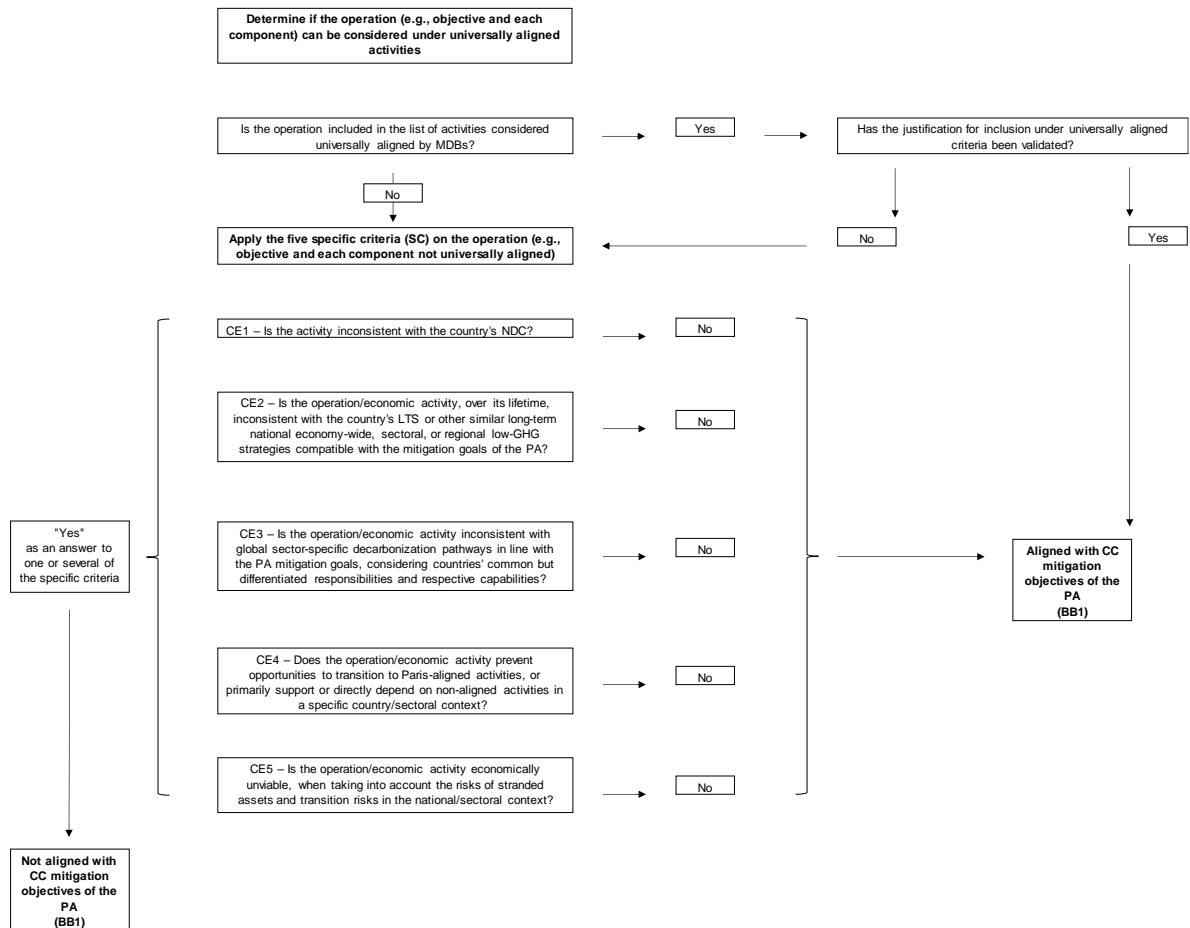 Determine if the operation (e.g., objective and each
component) can be considered under universally aligned
activities
Is the operation included in the list of activities considered
universally aligned by MDBs?
Yes
Has the justification for inclusion under universally aligned
criteria been validated?
No
Apply the five specific criteria (SC) on the operation (e.g.,
objective and each component not universally aligned)
No
Yes
CE1 – Is the activity inconsistent with the country's NDC?
No
CE2 – Is the operation/economic activity, over its lifetime,
inconsistent with the country's LTS or other similar long-term
national economy-wide, sectoral, or regional low-GHG
strategies compatible with the mitigation goals of the PA?
No
"Yes"
as an answer to
one or several of
the specific criteria
CE3 – Is the operation/economic activity inconsistent with
global sector-specific decarbonization pathways in line with
the PA mitigation goals, considering countries' common but
differentiated responsibilities and respective capabilities?
No
Aligned with CC
mitigation
objectives of the
PA
(BB1)
CE4 – Does the operation/economic activity prevent
opportunities to transition to Paris-aligned activities, or
primarily support or directly depend on non-aligned activities in
a specific country/sectoral context?
No
CE5 – Is the operation/economic activity economically
unviable, when taking into account the risks of stranded
assets and transition risks in the national/sectoral context?
No
Not aligned with
CC mitigation
objectives of the
PA
(BB1)